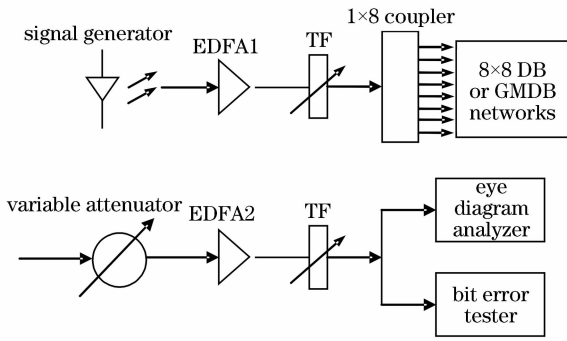 1×8 coupler
signal generator
EDFA1
TF
8×8 DB
or GMDB
networks
variable attenuator
EDFA2
TF
eye
diagram
analyzer
bit error
tester